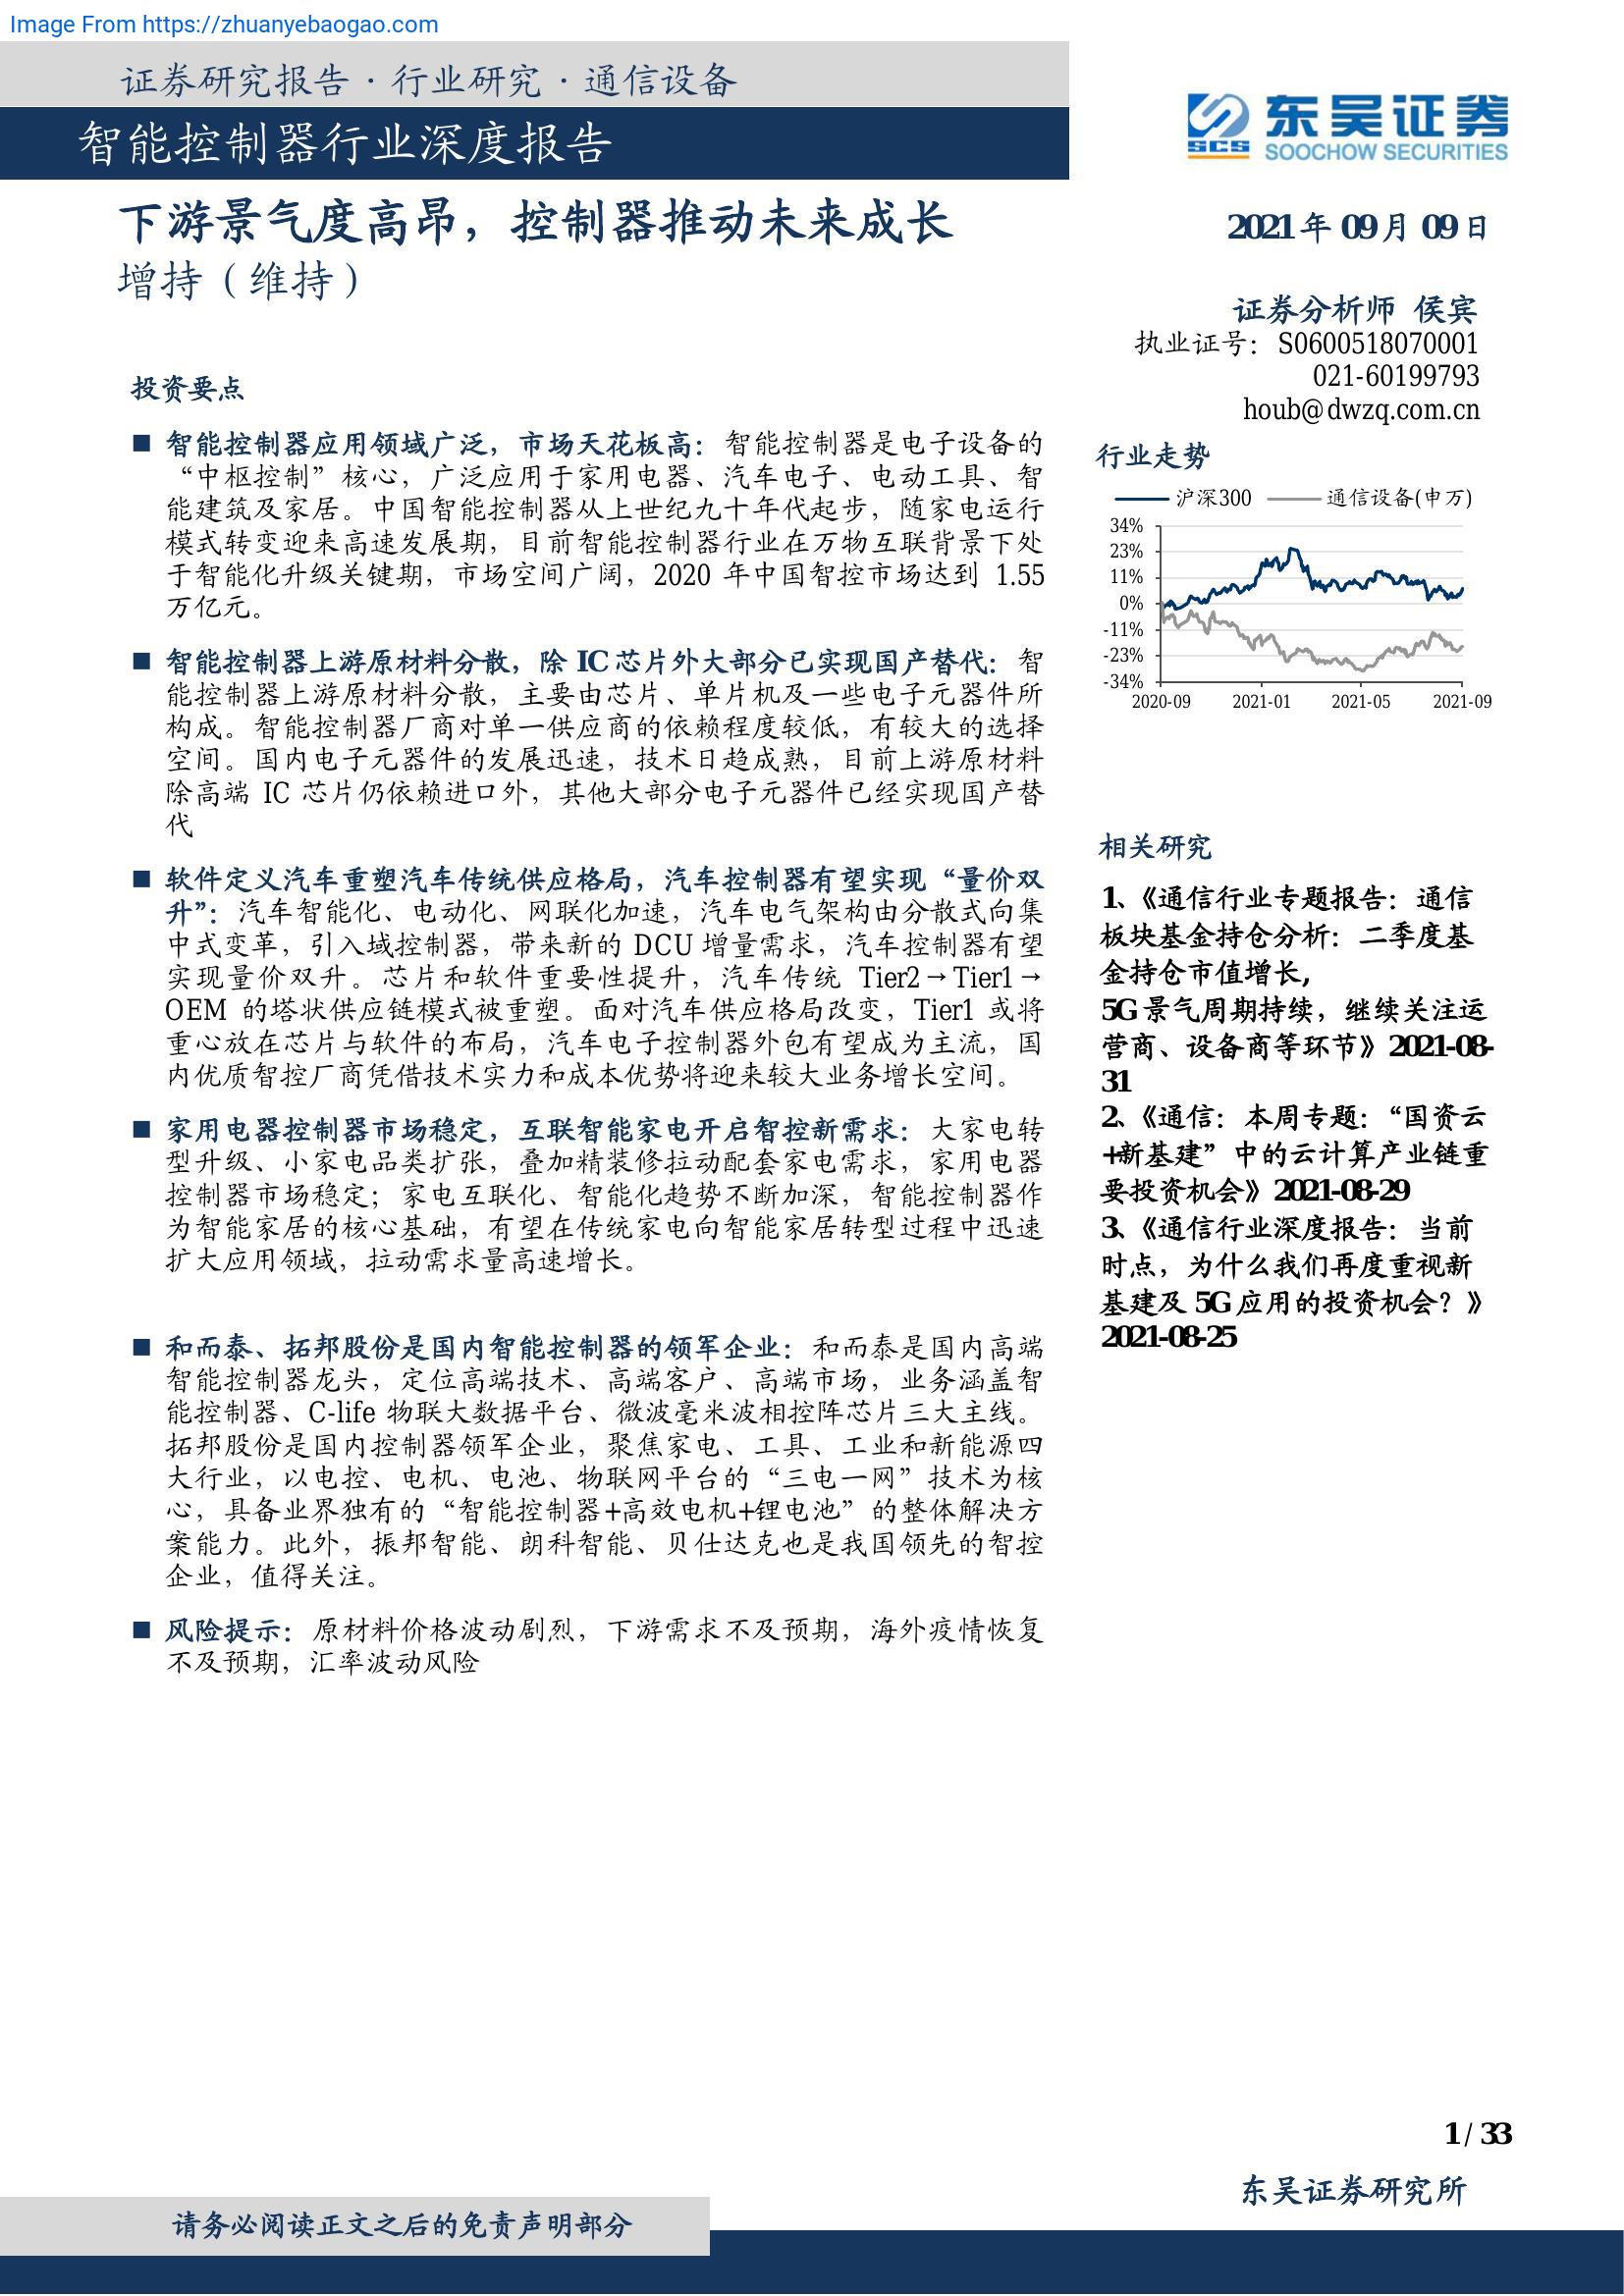 Image From https://zhuanyebaogao.com
证券研究报告·行业研究·通信设备
智能控制器行业深度报告
东吴证券
SCS
SOOCHOW SECURITIES
下游景气度高昂，控制器推动未来成长
增持（维持）
2021年09月09日
证券分析师 侯宾
执业证号：S0600518070001
021-60199793
houb@dwzq.com.cn
投资要点
■ 智能控制器应用领域广泛，市场天花板高：智能控制器是电子设备的
“中枢控制”核心，广泛应用于家用电器、汽车电子、电动工具、智
能建筑及家居。中国智能控制器从上世纪九十年代起步，随家电运行
模式转变迎来高速发展期，目前智能控制器行业在万物互联背景下处
于智能化升级关键期，市场空间广阔，2020 年中国智控市场达到 1.55
万亿元。
■ 智能控制器上游原材料分散，除 IC 芯片外大部分已实现国产替代：智
能控制器上游原材料分散，主要由芯片、单片机及一些电子元器件所
构成。智能控制器厂商对单一供应商的依赖程度较低，有较大的选择
空间。国内电子元器件的发展迅速，技术日趋成熟，目前上游原材料
除高端 IC 芯片仍依赖进口外，其他大部分电子元器件已经实现国产替
代
■ 软件定义汽车重塑汽车传统供应格局，汽车控制器有望实现“量价双
升”：汽车智能化、电动化、网联化加速，汽车电气架构由分散式向集
中式变革，引入域控制器，带来新的 DCU 增量需求，汽车控制器有望
实现量价双升。芯片和软件重要性提升，汽车传统 Tier2→Tier1→
OEM 的塔状供应链模式被重塑。面对汽车供应格局改变，Tier1 或将
重心放在芯片与软件的布局，汽车电子控制器外包有望成为主流，国
内优质智控厂商凭借技术实力和成本优势将迎来较大业务增长空间。
■ 家用电器控制器市场稳定，互联智能家电开启智控新需求：大家电转
型升级、小家电品类扩张，叠加精装修拉动配套家电需求，家用电器
控制器市场稳定；家电互联化、智能化趋势不断加深，智能控制器作
为智能家居的核心基础，有望在传统家电向智能家居转型过程中迅速
扩大应用领域，拉动需求量高速增长。
■ 和而泰、拓邦股份是国内智能控制器的领军企业：和而泰是国内高端
智能控制器龙头，定位高端技术、高端客户、高端市场，业务涵盖智
能控制器、C-life 物联大数据平台、微波毫米波相控阵芯片三大主线。
拓邦股份是国内控制器领军企业，聚焦家电、工具、工业和新能源四
大行业，以电控、电机、电池、物联网平台的“三电一网”技术为核
心，具备业界独有的“智能控制器+高效电机+锂电池”的整体解决方
案能力。此外，振邦智能、朗科智能、贝仕达克也是我国领先的智控
企业，值得关注。
■ 风险提示：原材料价格波动剧烈，下游需求不及预期，海外疫情恢复
不及预期，汇率波动风险
行业走势
沪深300 通信设备(申万)
34%
23%
11%
0%
-11%
-23%
-34%
2020-09 2021-01 2021-05 2021-09
相关研究
1、《通信行业专题报告：通信
板块基金持仓分析：二季度基
金持仓市值增长，
5G 景气周期持续，继续关注运
营商、设备商等环节》2021-08-
31
2、《通信：本周专题：“国资云
+新基建”中的云计算产业链重
要投资机会》2021-08-29
3、《通信行业深度报告：当前
时点，为什么我们再度重视新
基建及 5G 应用的投资机会？》
2021-08-25
1 / 33
东吴证券研究所
请务必阅读正文之后的免责声明部分